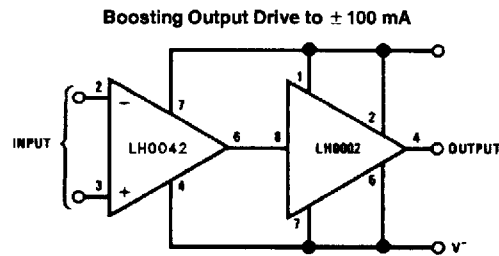 Boosting Output Drive to ± 100 mA
1
2
7
2
−
INPUT
LH0042
6
8
LH0002
4
OUTPUT
3
+
4
6
7
V⁻